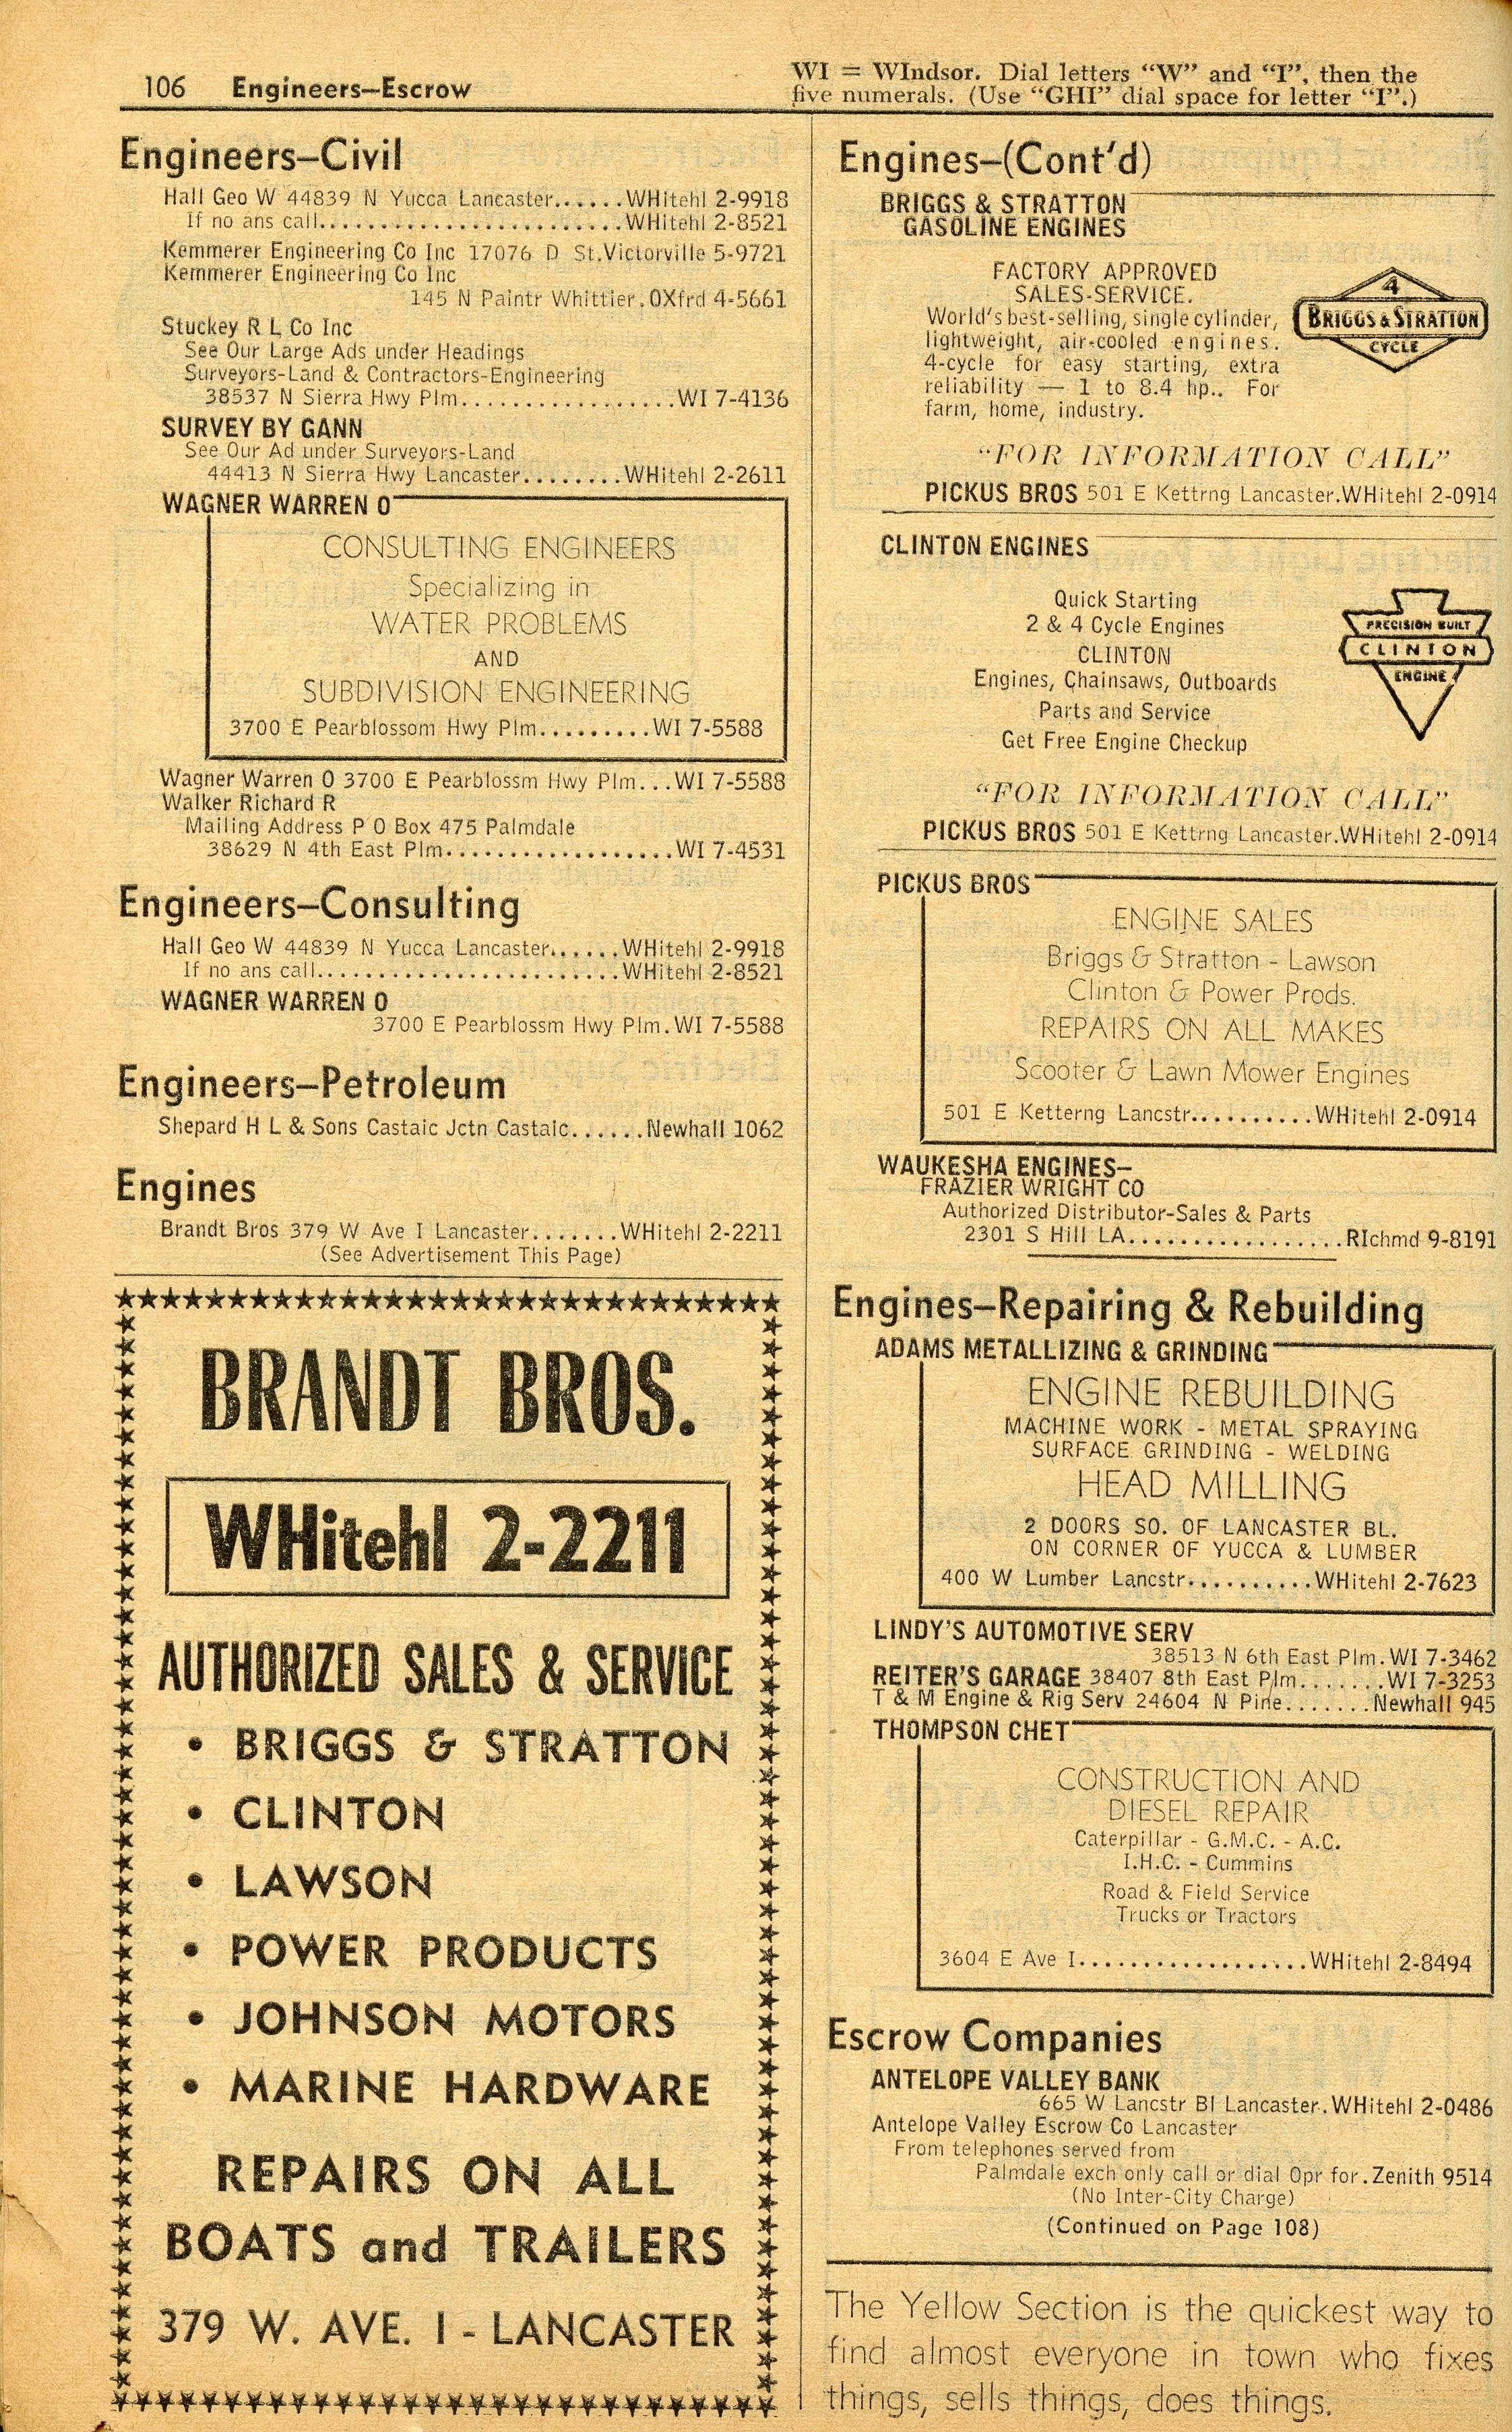 106 Engineers—Escrow
WI = WIndsor. Dial letters “W” and “I”, then the
five numerals. (Use “GHI” dial space for letter “I”.)
Engineers—Civil
Hall Geo W 44839 N Yucca Lancaster......WHitehl 2-9918
If no ans call..........................WHitehl 2-8521
Kemmerer Engineering Co Inc 17076 D St.Victorville 5-9721
Kemmerer Engineering Co Inc
145 N Paintr Whittier.OXfrd 4-5661
Stuckey R L Co Inc
See Our Large Ads under Headings
Surveyors-Land & Contractors-Engineering
38537 N Sierra Hwy Plm..................WI 7-4136
SURVEY BY GANN
See Our Ad under Surveyors-Land
44413 N Sierra Hwy Lancaster........WHitehl 2-2611
WAGNER WARREN O
CONSULTING ENGINEERS
Specializing in
WATER PROBLEMS
AND
SUBDIVISION ENGINEERING
3700 E Pearblossom Hwy Plm.........WI 7-5588
Wagner Warren O 3700 E Pearblossm Hwy Plm...WI 7-5588
Walker Richard R
Mailing Address P O Box 475 Palmdale
38629 N 4th East Plm...................WI 7-4531
Engineers—Consulting
Hall Geo W 44839 N Yucca Lancaster......WHitehl 2-9918
If no ans call..........................WHitehl 2-8521
WAGNER WARREN O
3700 E Pearblossm Hwy Plm.WI 7-5588
Engineers—Petroleum
Shepard H L & Sons Castaic Jctn Castaic......Newhall 1062
Engines
Brandt Bros 379 W Ave I Lancaster.......WHitehl 2-2211
(See Advertisement This Page)
BRANDT BROS.
WHitehl 2-2211
AUTHORIZED SALES & SERVICE
• BRIGGS & STRATTON
• CLINTON
• LAWSON
• POWER PRODUCTS
• JOHNSON MOTORS
• MARINE HARDWARE
REPAIRS ON ALL
BOATS and TRAILERS
379 W. AVE. I - LANCASTER
Engines—(Cont'd)
BRIGGS & STRATTON
GASOLINE ENGINES
FACTORY APPROVED
SALES-SERVICE.
World's best-selling, single cylinder,
lightweight, air-cooled engines.
4-cycle for easy starting, extra
reliability — 1 to 8.4 hp.. For
farm, home, industry.
4
BRIGGS & STRATTON
CYCLE
“FOR INFORMATION CALL”
PICKUS BROS 501 E Kettrng Lancaster.WHitehl 2-0914
CLINTON ENGINES
Quick Starting
2 & 4 Cycle Engines
CLINTON
Engines, Chainsaws, Outboards
Parts and Service
Get Free Engine Checkup
PRECISION BUILT
CLINTON
ENGINE
“FOR INFORMATION CALL”
PICKUS BROS 501 E Kettrng Lancaster.WHitehl 2-0914
PICKUS BROS
ENGINE SALES
Briggs & Stratton - Lawson
Clinton & Power Prods.
REPAIRS ON ALL MAKES
Scooter & Lawn Mower Engines
501 E Ketterng Lancstr..........WHitehl 2-0914
WAUKESHA ENGINES—
FRAZIER WRIGHT CO
Authorized Distributor-Sales & Parts
2301 S Hill LA.................RIchmd 9-8191
Engines—Repairing & Rebuilding
ADAMS METALLIZING & GRINDING
ENGINE REBUILDING
MACHINE WORK - METAL SPRAYING
SURFACE GRINDING - WELDING
HEAD MILLING
2 DOORS SO. OF LANCASTER BL.
ON CORNER OF YUCCA & LUMBER
400 W Lumber Lancstr..........WHitehl 2-7623
LINDY'S AUTOMOTIVE SERV
38513 N 6th East Plm.WI 7-3462
REITER'S GARAGE 38407 8th East Plm.......WI 7-3253
T & M Engine & Rig Serv 24604 N Pine.......Newhall 945
THOMPSON CHET
CONSTRUCTION AND
DIESEL REPAIR
Caterpillar - G.M.C. - A.C.
I.H.C. - Cummins
Road & Field Service
Trucks or Tractors
3604 E Ave I..................WHitehl 2-8494
Escrow Companies
ANTELOPE VALLEY BANK
665 W Lancstr Bl Lancaster.WHitehl 2-0486
Antelope Valley Escrow Co Lancaster
From telephones served from
Palmdale exch only call or dial Opr for.Zenith 9514
(No Inter-City Charge)
(Continued on Page 108)
The Yellow Section is the quickest way to
find almost everyone in town who fixes
things, sells things, does things.